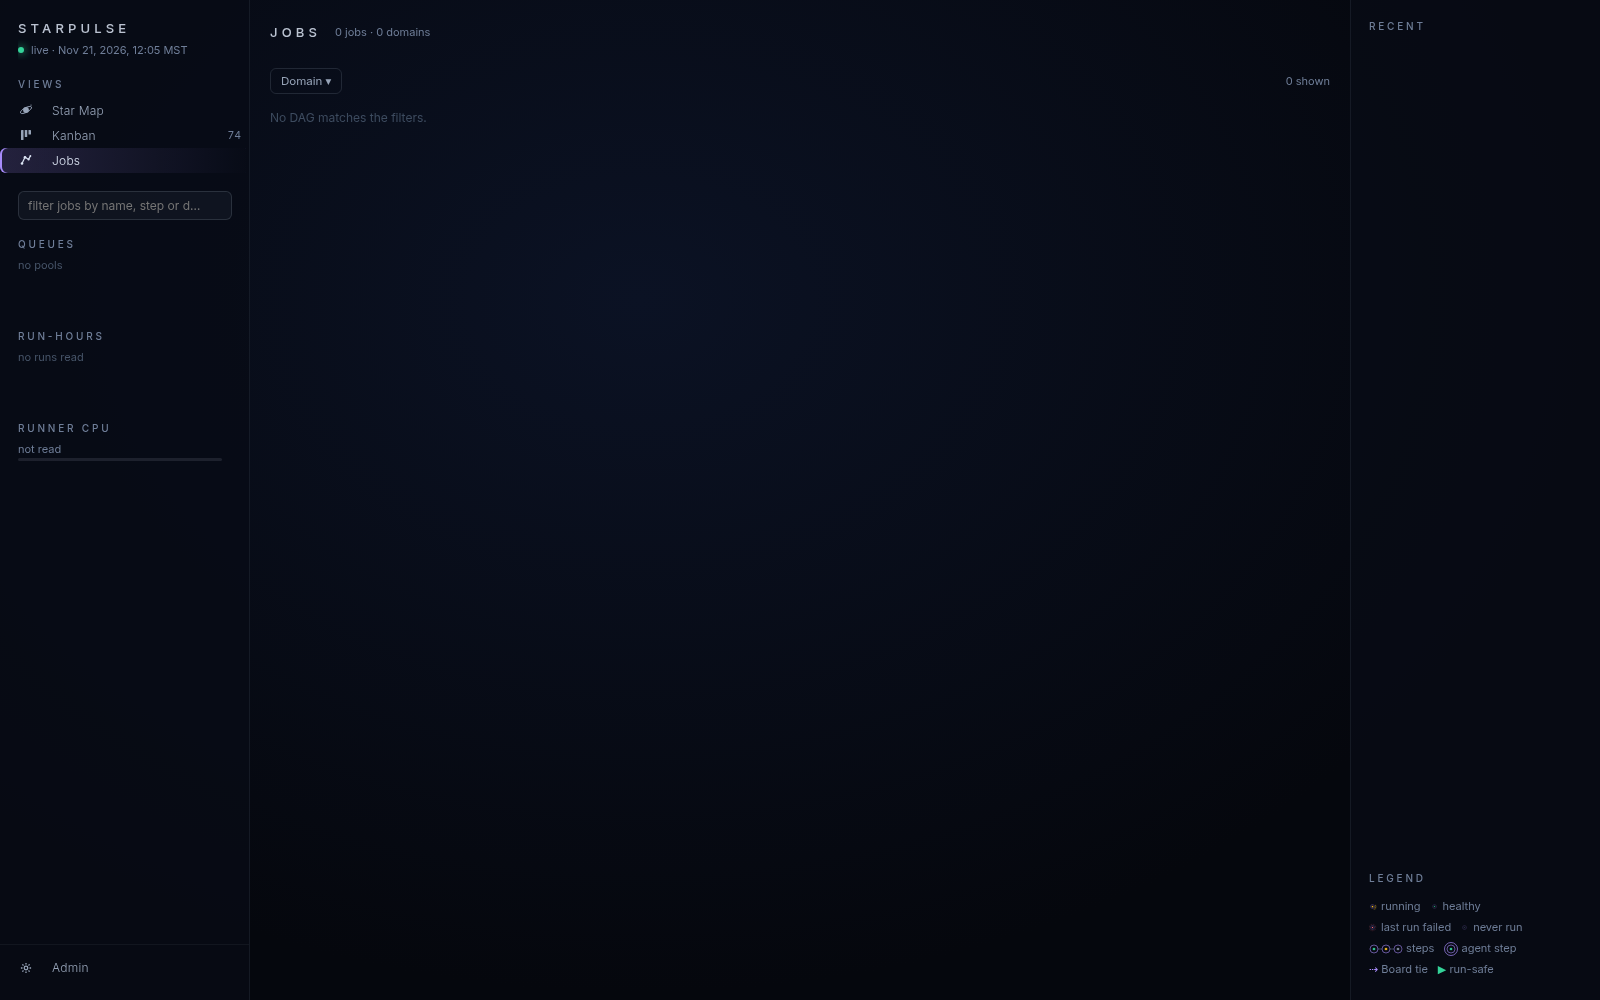 STARPULSE
live · Nov 21, 2026, 12:05 MST
VIEWS
Star Map
Kanban 74
Jobs
filter jobs by name, step or d...
QUEUES
no pools
RUN-HOURS
no runs read
RUNNER CPU
not read
Admin
JOBS 0 jobs · 0 domains
Domain ▾ 0 shown
No DAG matches the filters.
RECENT
LEGEND
running healthy
last run failed never run
steps agent step
⇢ Board tie ▶ run-safe